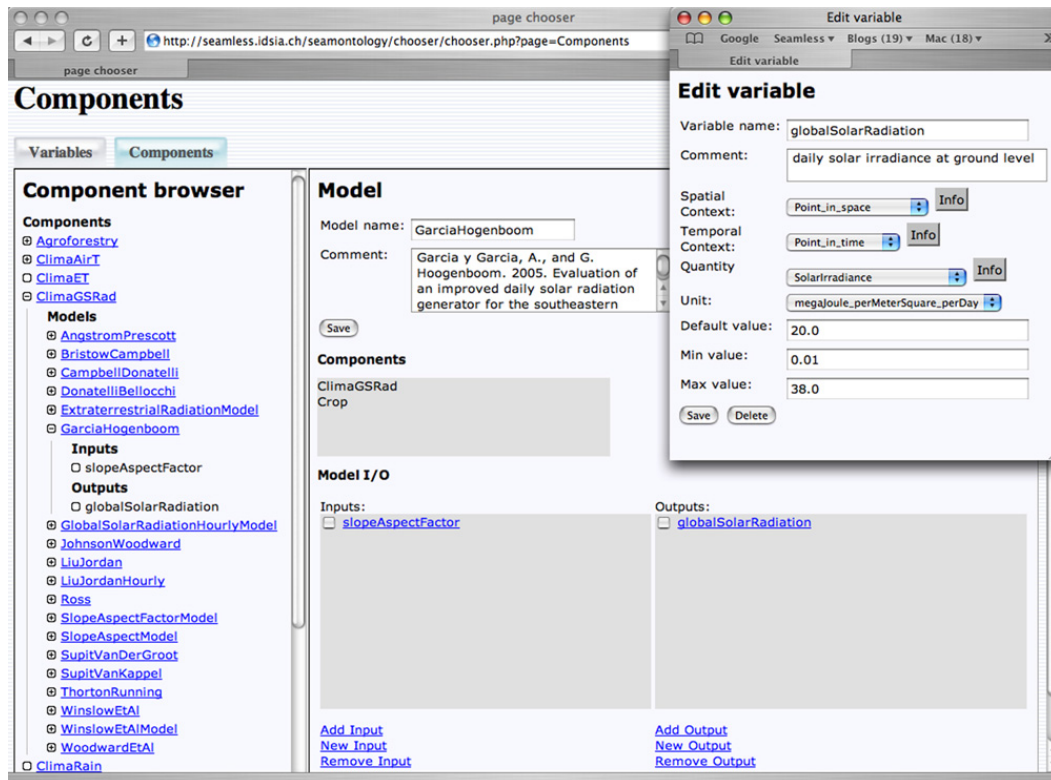 page chooser
http://seamless.idsia.ch/seamontology/chooser/chooser.php?page=Components
page chooser
Components
Variables
Components
Component browser
Components
Agroforestry
ClimaAirT
ClimaET
ClimaGSRad
Models
AngstromPrescott
BristowCampbell
CampbellDonatelli
DonatelliBellocchi
ExtraterrestrialRadiationModel
GarciaHogenboom
Inputs
slopeAspectFactor
Outputs
globalSolarRadiation
GlobalSolarRadiationHourlyModel
JohnsonWoodward
LiuJordan
LiuJordanHourly
Ross
SlopeAspectFactorModel
SlopeAspectModel
SupitVanDerGroot
SupitVanKappel
ThortonRunning
WinslowEtAl
WinslowEtAlModel
WoodwardEtAl
ClimaRain
Model
Model name: GarciaHogenboom
Comment: Garcia y Garcia, A., and G.
Hoogenboom. 2005. Evaluation of
an improved daily solar radiation
generator for the southeastern
Save
Components
ClimaGSRad
Crop
Model I/O
Inputs:
slopeAspectFactor
Add Input
New Input
Remove Input
Outputs:
globalSolarRadiation
Add Output
New Output
Remove Output
Edit variable
Google Seamless Blogs (19) Mac (18)
Edit variable
Edit variable
Variable name: globalSolarRadiation
Comment: daily solar irradiance at ground level
Spatial
Context: Point_in_space Info
Temporal
Context: Point_in_time Info
Quantity SolarIrradiance Info
Unit: megaJoule_perMeterSquare_perDay
Default value: 20.0
Min value: 0.01
Max value: 38.0
Save Delete